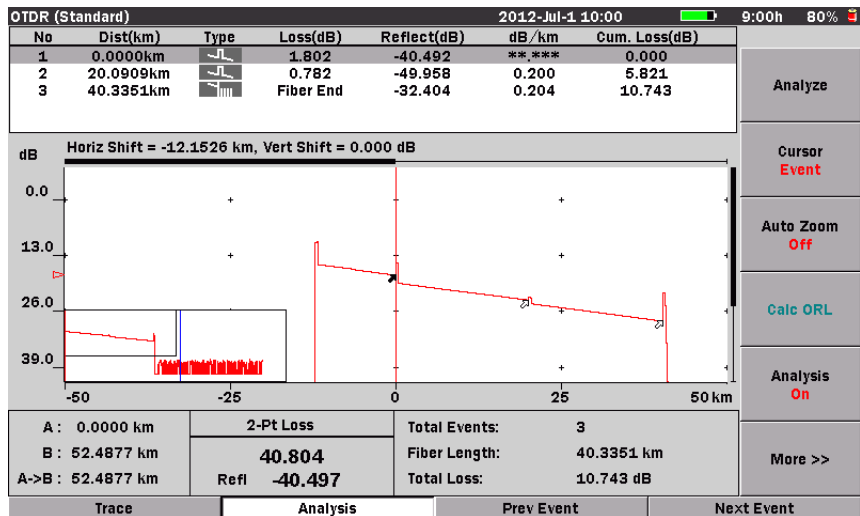 OTDR (Standard) 2012-Jul-1 10:00 9:00h 80%
No Dist(km) Type Loss(dB) Reflect(dB) dB/km Cum. Loss(dB)
1 0.0000km 1.802 -40.492 **.*** 0.000
2 20.0909km 0.782 -49.958 0.200 5.821
3 40.3351km Fiber End -32.404 0.204 10.743
Analyze
Horiz Shift = -12.1526 km, Vert Shift = 0.000 dB
dB
Cursor
Event
0.0
Auto Zoom
Off
13.0
26.0
Calc ORL
39.0
Analysis
On
-50 -25 0 25 50 km
A: 0.0000 km 2-Pt Loss Total Events: 3
B: 52.4877 km 40.804 Fiber Length: 40.3351 km
A->B: 52.4877 km Refl -40.497 Total Loss: 10.743 dB
More >>
Trace Analysis Prev Event Next Event